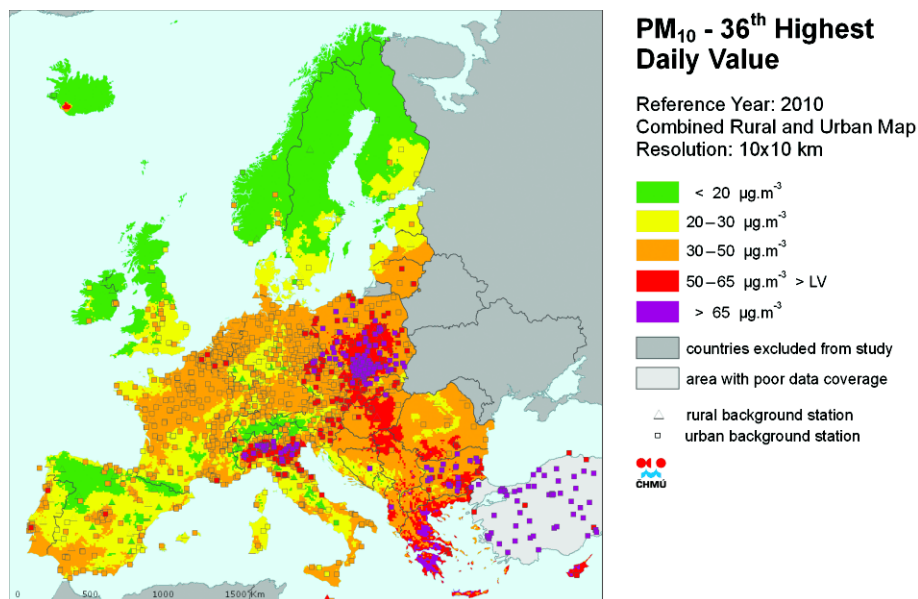 PM₁₀ - 36ᵗʰ Highest
Daily Value
Reference Year: 2010
Combined Rural and Urban Map
Resolution: 10x10 km
< 20 µg.m⁻³
20–30 µg.m⁻³
30–50 µg.m⁻³
50–65 µg.m⁻³ > LV
> 65 µg.m⁻³
countries excluded from study
area with poor data coverage
rural background station
urban background station
CHMÚ
0 500 1000 1500 Km